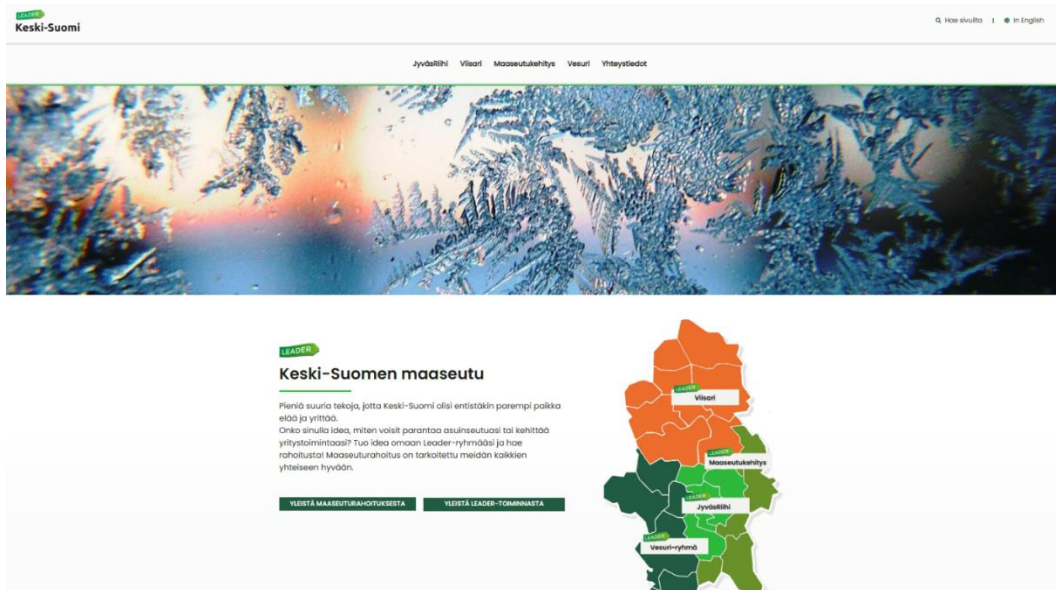 LEADER
Keski-Suomi
Hae sivuilta | In English
JyväsRiihi Viisari Maaseutukehitys Vesuri Yhteystiedot
LEADER
Keski-Suomen maaseutu
Pieniä suuria tekoja, jotta Keski-Suomi olisi entistäkin parempi paikka
elää ja yrittää.
Onko sinulla idea, miten voisit parantaa asuinseutuasi tai kehittää
yritystoimintaasi? Tuo idea omaan Leader-ryhmääsi ja hae
rahoitusta! Maaseuturahoitus on tarkoitettu meidän kaikkien
yhteiseen hyvään.
YLEISTÄ MAASEUTURAHOITUKSESTA YLEISTÄ LEADER-TOIMINNASTA
LEADER
Viisari
LEADER
Maaseutukehitys
LEADER
JyväsRiihi
LEADER
Vesuri-ryhmä